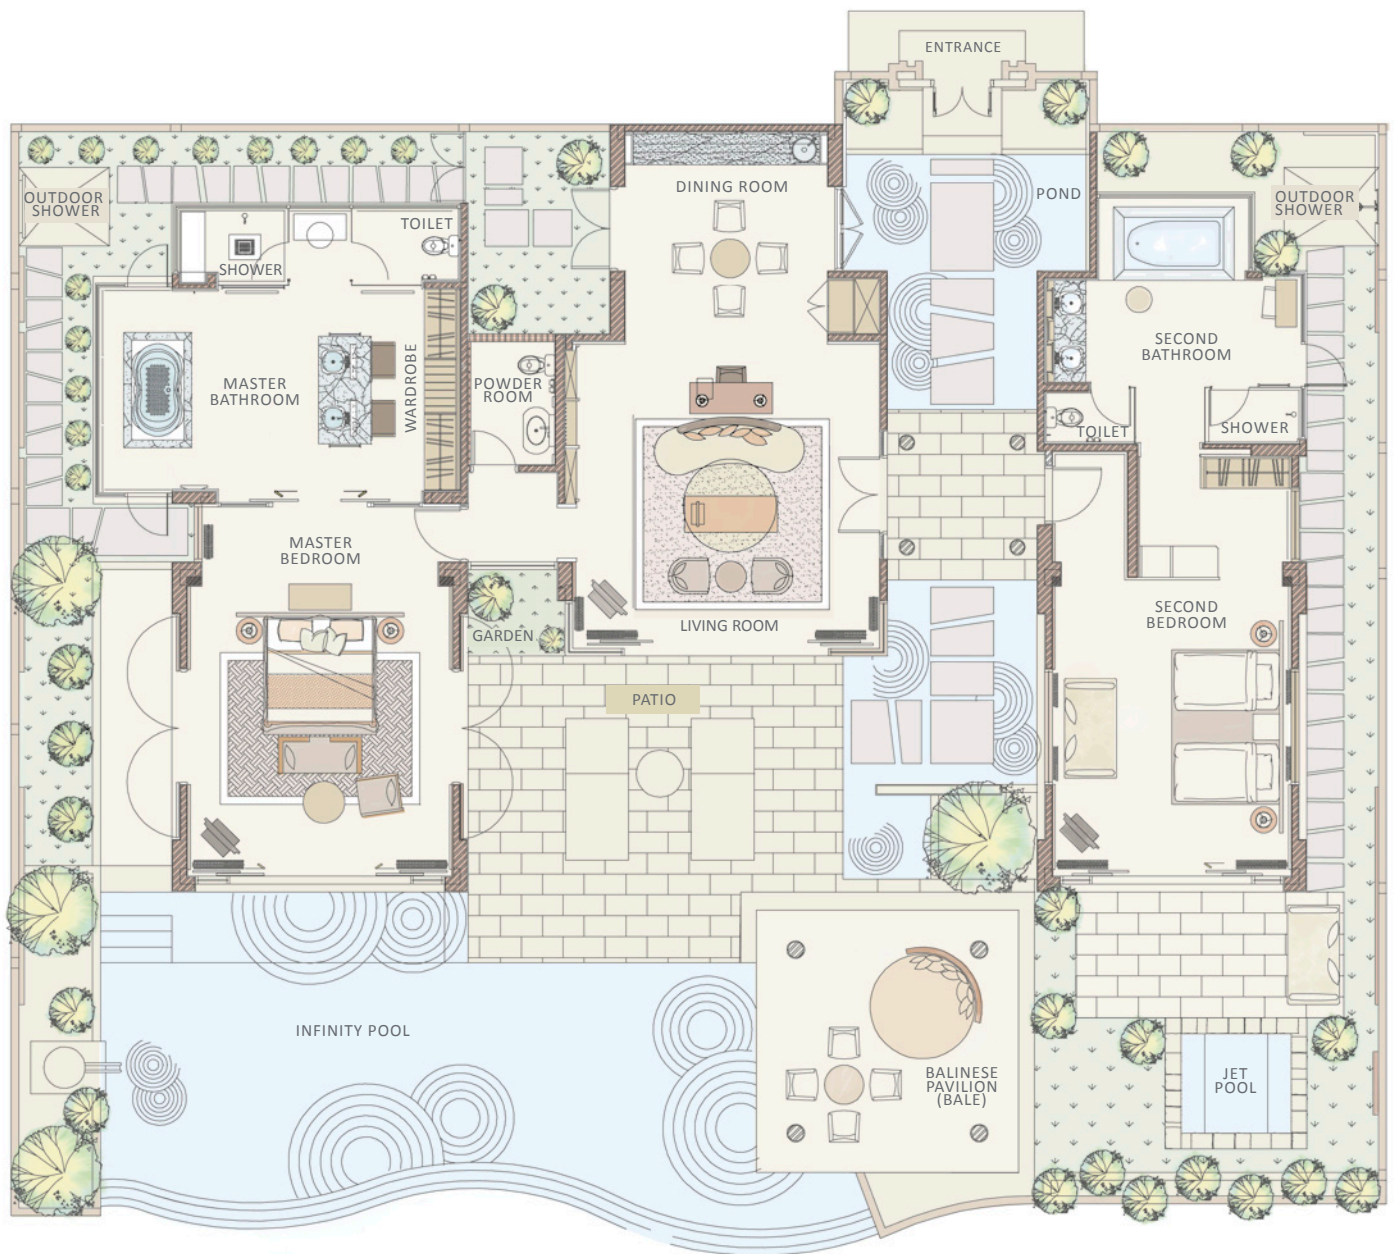 ENTRANCE
DINING ROOM
POND
OUTDOOR
SHOWER
TOILET
SHOWER
OUTDOOR
SHOWER
MASTER
BATHROOM
WARDROBE
POWDER
ROOM
SECOND
BATHROOM
TOILET
SHOWER
MASTER
BEDROOM
GARDEN
LIVING ROOM
SECOND
BEDROOM
PATIO
INFINITY POOL
BALINESE
PAVILION
(BALE)
JET
POOL